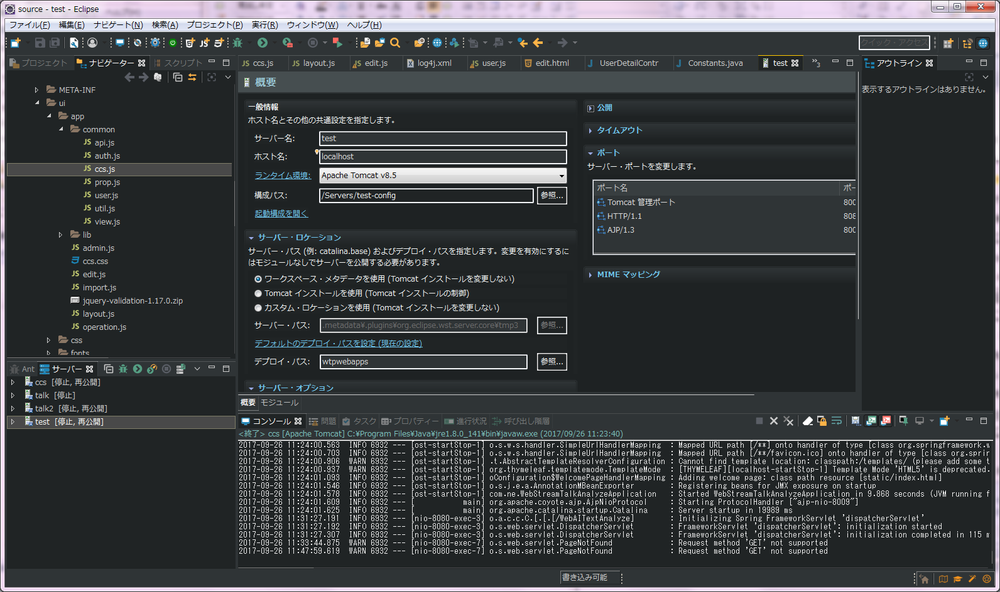 source - test - Eclipse
ファイル(F) 編集(E) ナビゲート(N) 検索(A) プロジェクト(P) 実行(R) ウィンドウ(W) ヘルプ(H)
クイック・アクセス
プロジェクト ナビゲーター スクリプト
META-INF
ui
app
common
api.js
auth.js
ccs.js
prop.js
user.js
util.js
view.js
lib
admin.js
ccs.css
edit.js
import.js
jquery-validation-1.17.0.zip
layout.js
operation.js
css
fonts
Ant サーバー
ccs [停止, 再公開]
talk [停止]
talk2 [停止, 再公開]
test [停止, 再公開]
ccs.js layout.js edit.js log4j.xml user.js edit.html UserDetailContr Constants.java test »3
概要
一般情報
ホスト名とその他の共通設定を指定します。
サーバー名: test
ホスト名: localhost
ランタイム環境: Apache Tomcat v8.5
構成パス: /Servers/test-config 参照...
起動構成を開く
サーバー・ロケーション
サーバー・パス (例: catalina.base) およびデプロイ・パスを指定します。変更を有効にするに
はモジュールなしでサーバーを公開する必要があります。
ワークスペース・メタデータを使用 (Tomcat インストールを変更しない)
Tomcat インストールを使用 (Tomcat インストールの制御)
カスタム・ロケーションを使用 (Tomcat インストールを変更しない)
サーバー・パス: .metadata¥.plugins¥org.eclipse.wst.server.core¥tmp3 参照...
デフォルトのデプロイ・パスを設定 (現在の設定)
デプロイ・パス: wtpwebapps 参照...
サーバー・オプション
公開
タイムアウト
ポート
サーバー・ポートを変更します。
ポート名 ポー
Tomcat 管理ポート 800
HTTP/1.1 808
AJP/1.3 800
MIME マッピング
概要 モジュール
アウトライン
表示するアウトラインはありません。
コンソール 問題 タスク プロパティー 進行状況 呼び出し階層
<終了> ccs [Apache Tomcat] C:¥Program Files¥Java¥jre1.8.0_141¥bin¥javaw.exe (2017/09/26 11:23:40)
2017-09-26 11:24:00.563  INFO 6932 --- [ost-startStop-1] o.s.w.s.handler.SimpleUrlHandlerMapping  : Mapped URL path [/**] onto handler of type [class org.springframework.w
2017-09-26 11:24:00.703  INFO 6932 --- [ost-startStop-1] o.s.w.s.handler.SimpleUrlHandlerMapping  : Mapped URL path [/**/favicon.ico] onto handler of type [class org.sprin
2017-09-26 11:24:00.906  WARN 6932 --- [ost-startStop-1] .t.AbstractTemplateResolverConfiguration : Cannot find template location: classpath:/templates/ (please add some t
2017-09-26 11:24:00.937  WARN 6932 --- [ost-startStop-1] org.thymeleaf.templatemode.TemplateMode  : [THYMELEAF][localhost-startStop-1] Template Mode 'HTML5' is deprecated.
2017-09-26 11:24:01.093  INFO 6932 --- [ost-startStop-1] oConfiguration$WelcomePageHandlerMapping : Adding welcome page: class path resource [static/index.html]
2017-09-26 11:24:01.546  INFO 6932 --- [ost-startStop-1] o.s.j.e.a.AnnotationMBeanExporter        : Registering beans for JMX exposure on startup
2017-09-26 11:24:01.578  INFO 6932 --- [ost-startStop-1] com.ne.WebStreamTalkAnalyzeApplication   : Started WebStreamTalkAnalyzeApplication in 9.868 seconds (JVM running f
2017-09-26 11:24:01.609  INFO 6932 --- [           main] org.apache.coyote.ajp.AjpNioProtocol     : Starting ProtocolHandler ["ajp-nio-8009"]
2017-09-26 11:24:01.625  INFO 6932 --- [           main] org.apache.catalina.startup.Catalina     : Server startup in 19989 ms
2017-09-26 11:31:27.191  INFO 6932 --- [nio-8080-exec-3] o.a.c.c.C.[.[.[/WebAITextAnalyze]        : Initializing Spring FrameworkServlet 'dispatcherServlet'
2017-09-26 11:31:27.192  INFO 6932 --- [nio-8080-exec-3] o.s.web.servlet.DispatcherServlet        : FrameworkServlet 'dispatcherServlet': initialization started
2017-09-26 11:31:27.307  INFO 6932 --- [nio-8080-exec-3] o.s.web.servlet.DispatcherServlet        : FrameworkServlet 'dispatcherServlet': initialization completed in 115 m
2017-09-26 11:33:44.875  WARN 6932 --- [nio-8080-exec-7] o.s.web.servlet.PageNotFound             : Request method 'GET' not supported
2017-09-26 11:47:59.619  WARN 6932 --- [nio-8080-exec-7] o.s.web.servlet.PageNotFound             : Request method 'GET' not supported
書き込み可能